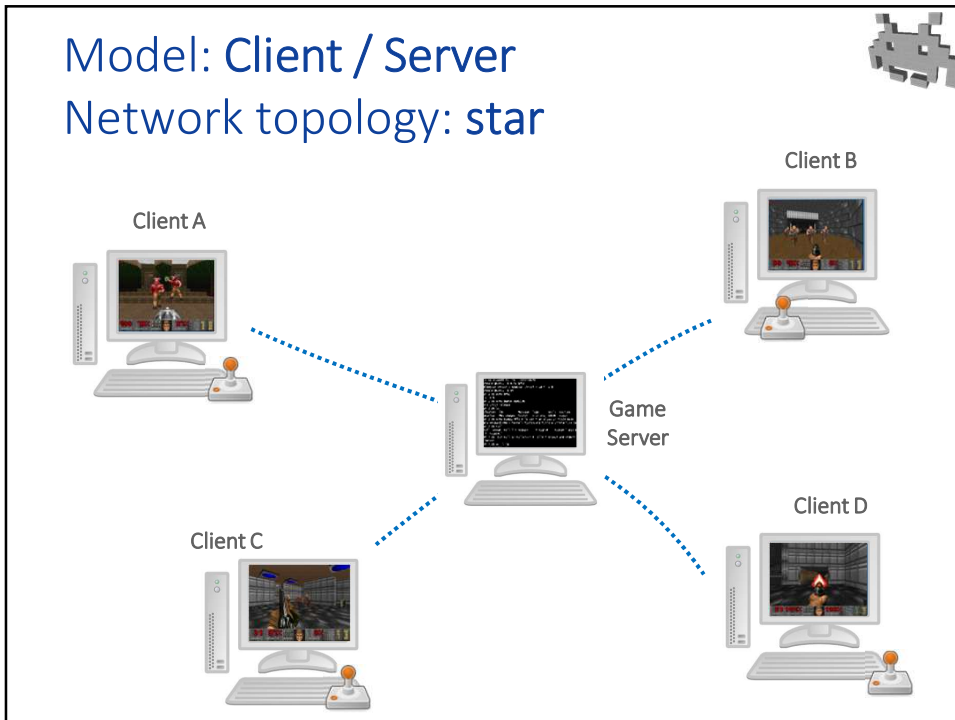 Model: Client / Server
Network topology: star
Client B
Client A
Game
Server
Client D
Client C